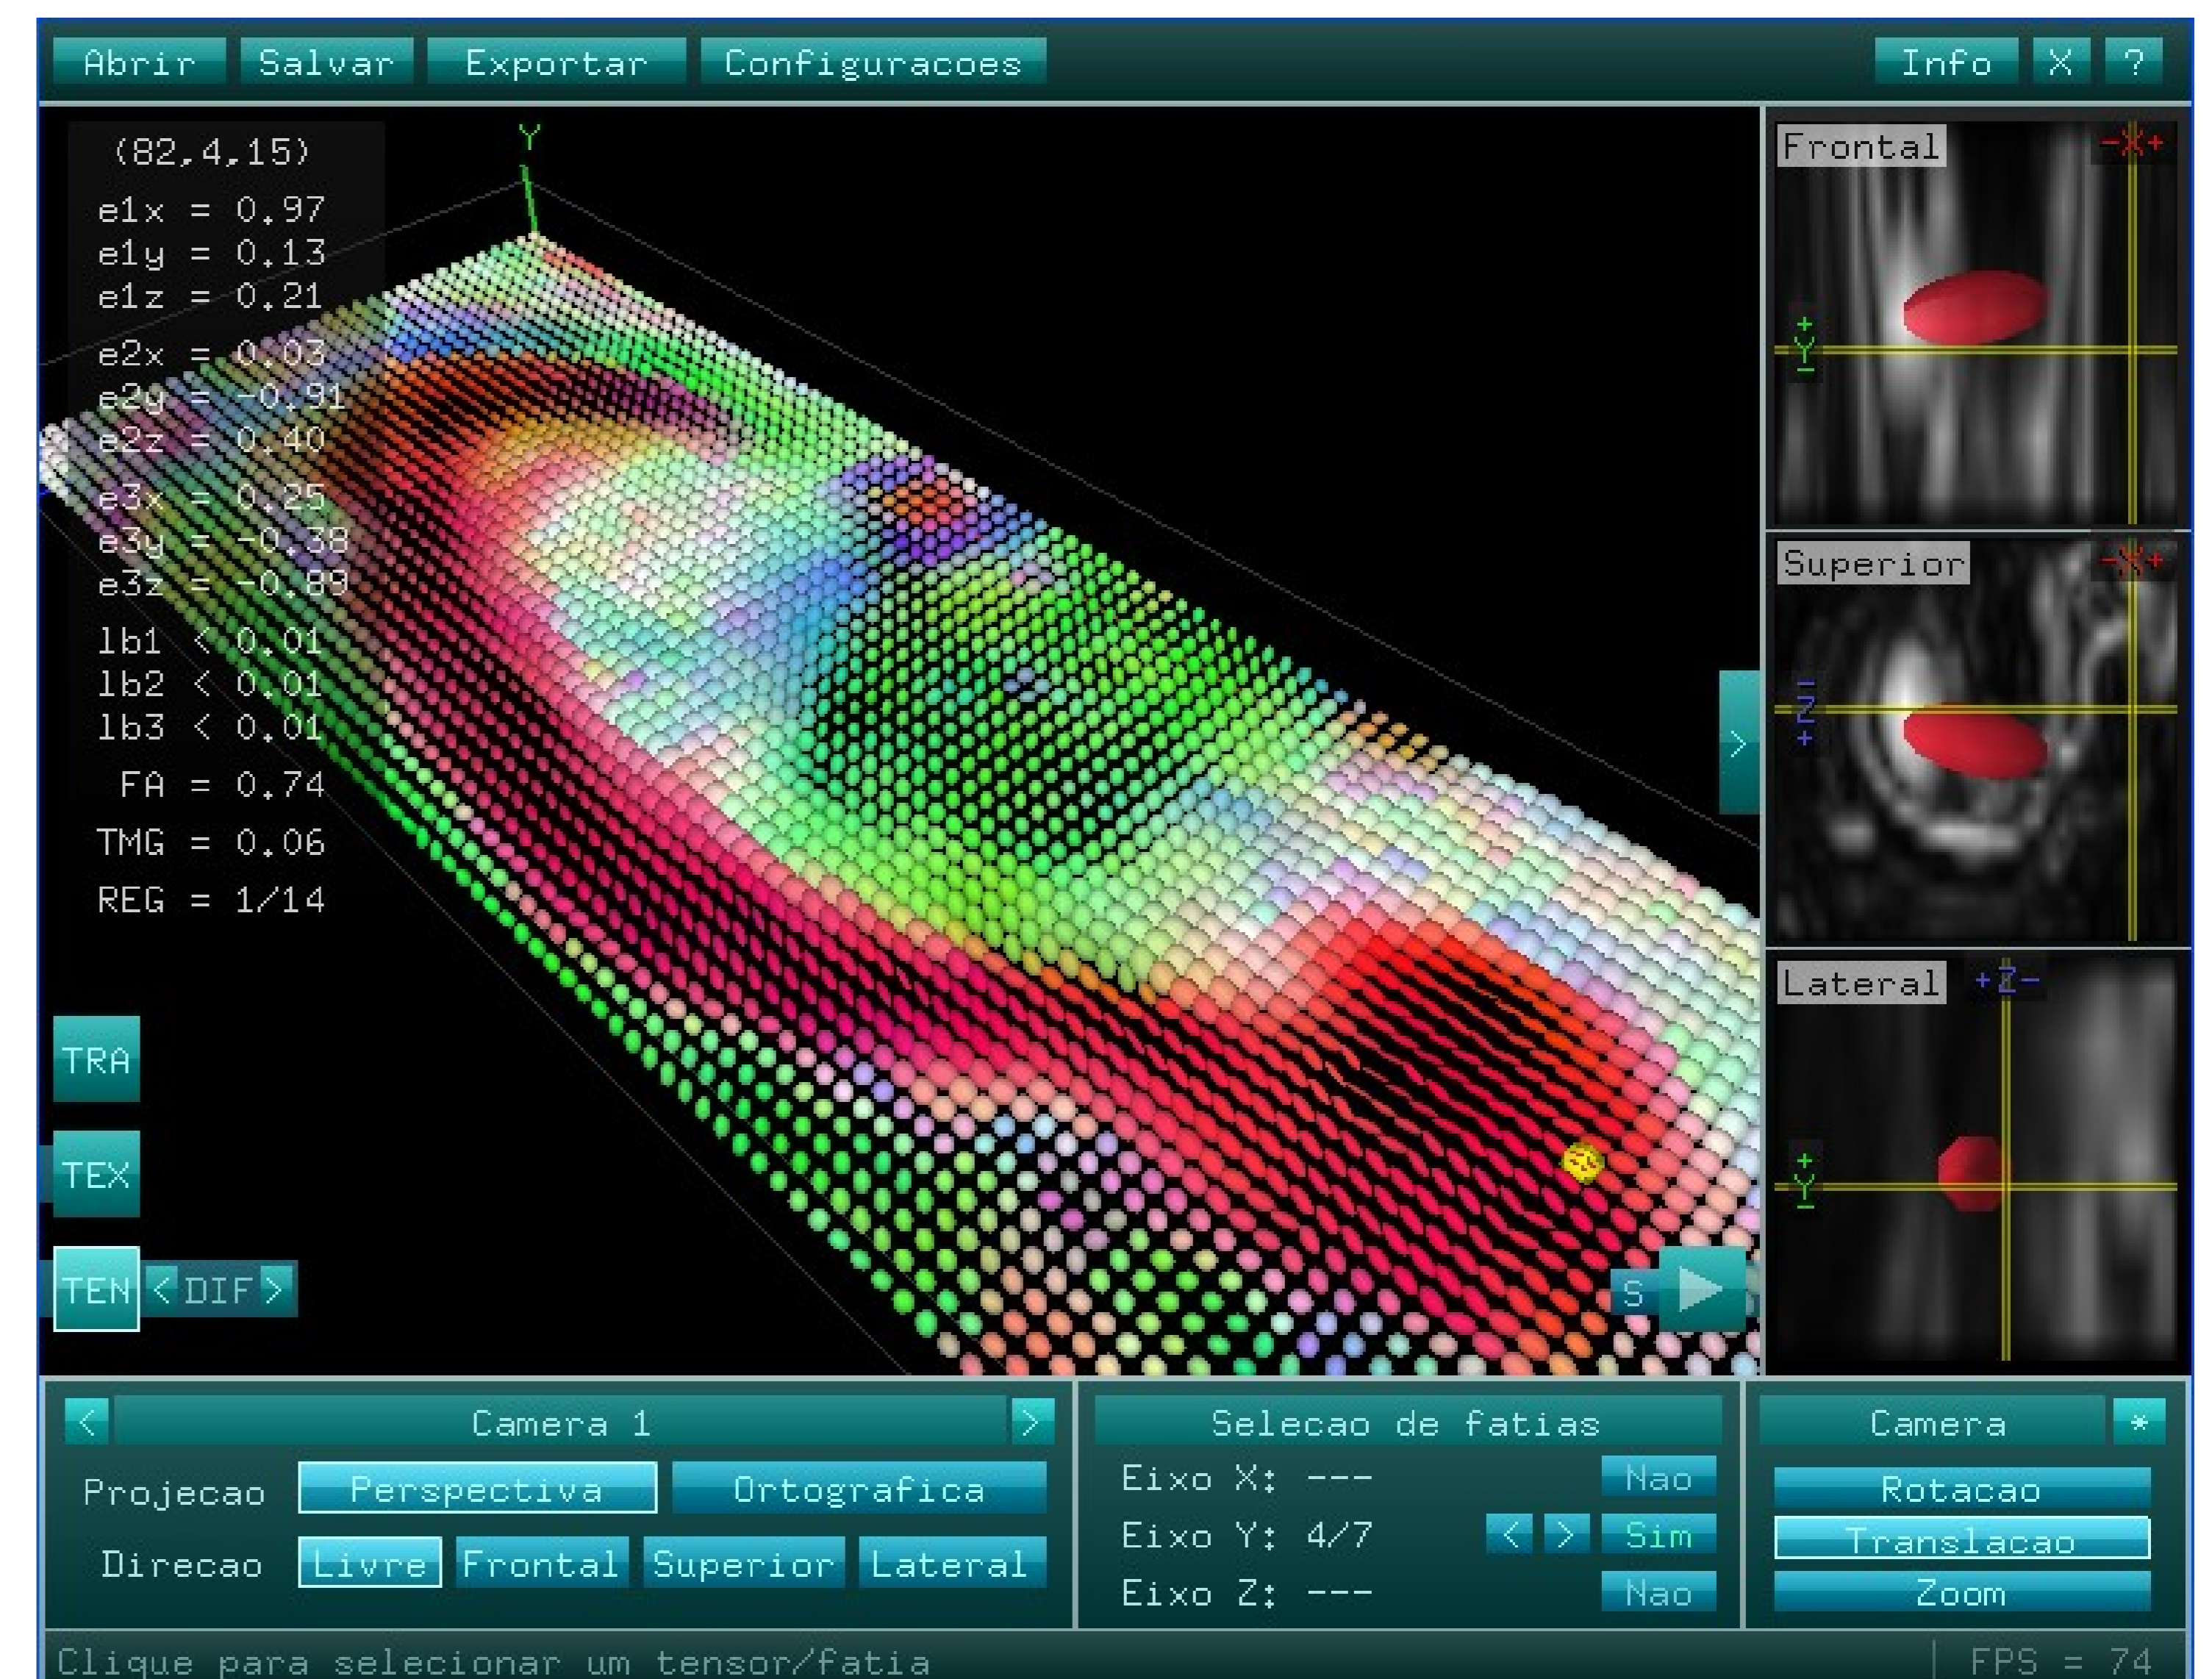 Abrir Salvar Exportar Configuracoes Info X ?
(82,4,15)
e1x = 0.97
e1y = 0.13
e1z = 0.21
e2x = 0.03
e2y = -0.91
e2z = 0.40
e3x = 0.25
e3y = -0.38
e3z = -0.89
lb1 < 0.01
lb2 < 0.01
lb3 < 0.01
FA = 0.74
TMG = 0.06
REG = 1/14
Y
TRA
TEX
TEN < DIF >
>
S
Frontal -X+
+Y-
Superior -X+
-Z+
Lateral +Z-
+Y-
< Camera 1 >
Projecao Perspectiva Ortografica
Direcao Livre Frontal Superior Lateral
Selecao de fatias
Eixo X: --- Nao
Eixo Y: 4/7 < > Sim
Eixo Z: --- Nao
Camera *
Rotacao
Translacao
Zoom
Clique para selecionar um tensor/fatia | FPS = 74